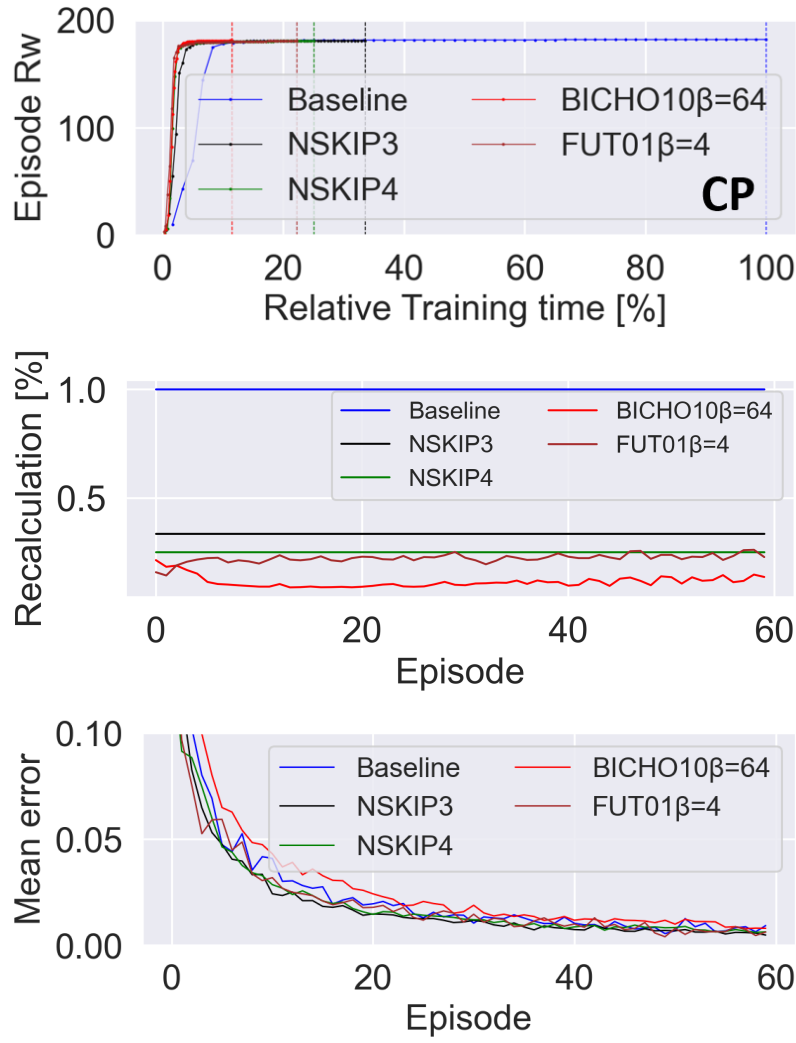 200
100
0
Episode Rw
Baseline
NSKIP3
NSKIP4
BICHO10β=64
FUT01β=4
CP
0 20 40 60 80 100
Relative Training time [%]
1.0
0.5
Recalculation [%]
Baseline
NSKIP3
NSKIP4
BICHO10β=64
FUT01β=4
0 20 40 60
Episode
0.10
0.05
0.00
Mean error
Baseline
NSKIP3
NSKIP4
BICHO10β=64
FUT01β=4
0 20 40 60
Episode